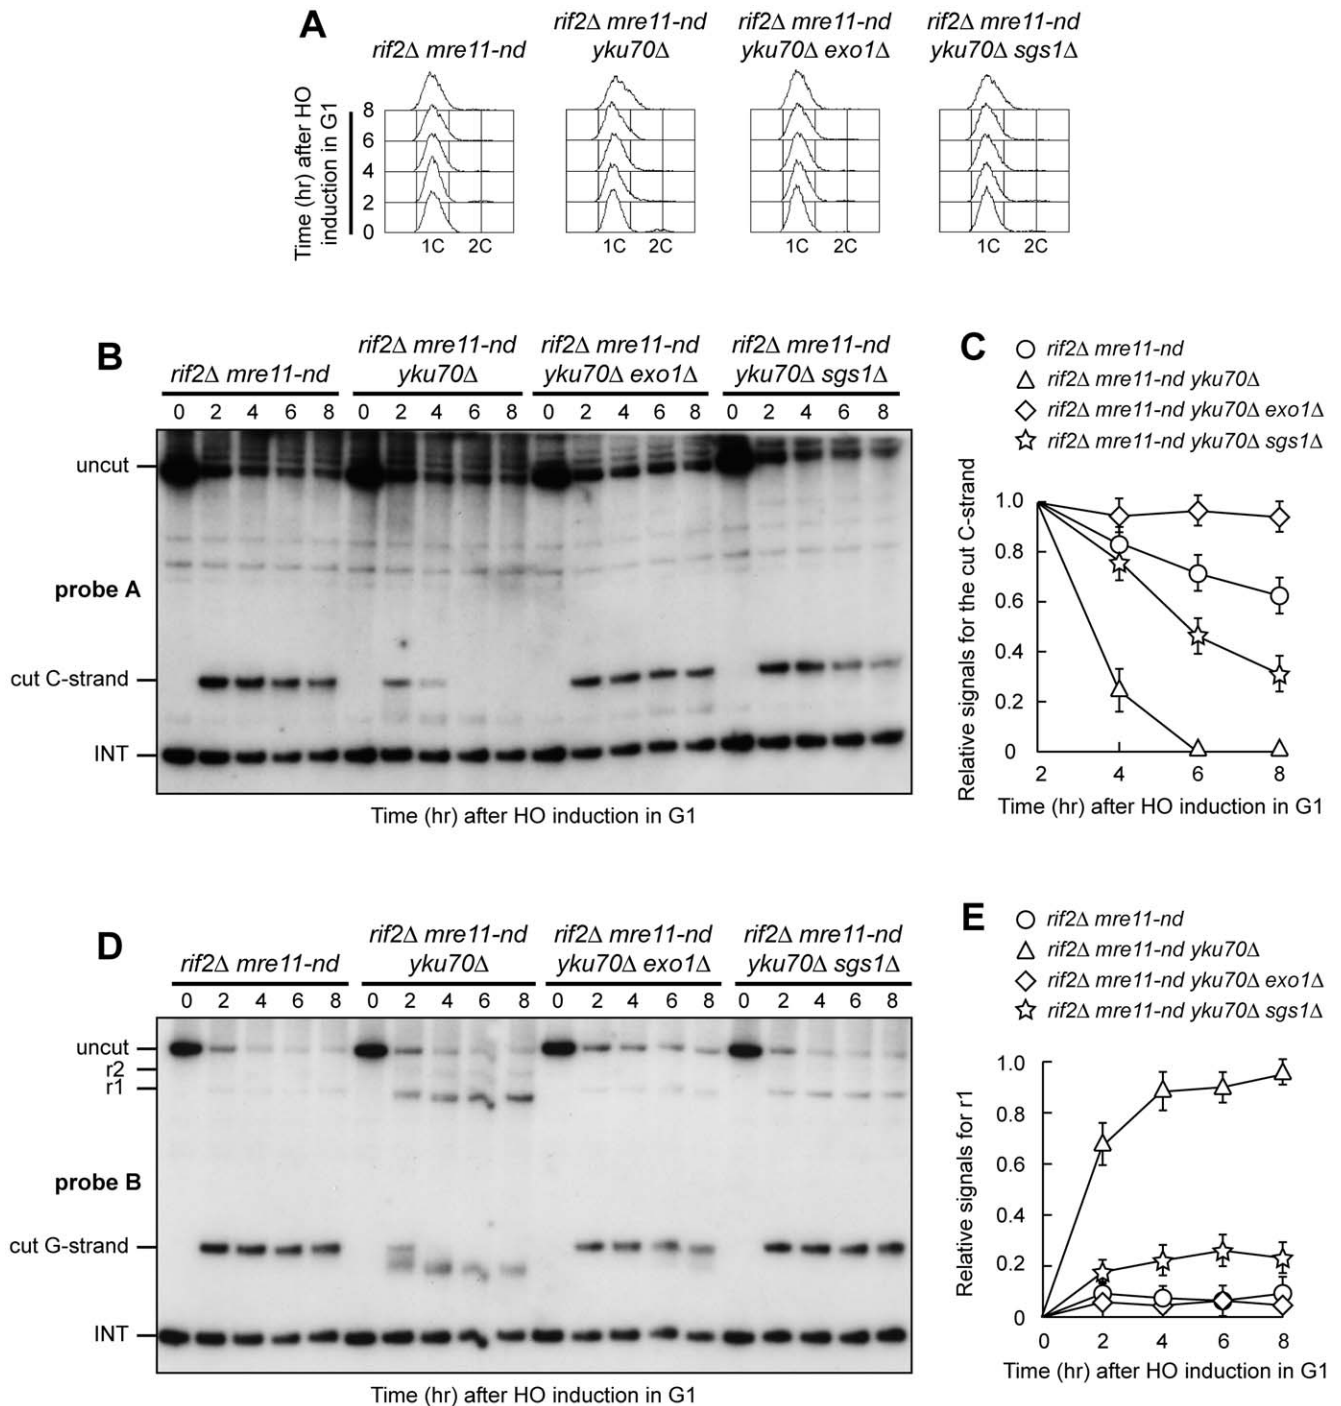 A
rif2Δ mre11-nd
rif2Δ mre11-nd
yku70Δ
rif2Δ mre11-nd
yku70Δ exo1Δ
rif2Δ mre11-nd
yku70Δ sgs1Δ
Time (hr) after HO
induction in G1
8
6
4
2
0
1C 2C
1C 2C
1C 2C
1C 2C
B
rif2Δ mre11-nd
rif2Δ mre11-nd
yku70Δ
rif2Δ mre11-nd
yku70Δ exo1Δ
rif2Δ mre11-nd
yku70Δ sgs1Δ
0 2 4 6 8 0 2 4 6 8 0 2 4 6 8 0 2 4 6 8
uncut
probe A
cut C-strand
INT
Time (hr) after HO induction in G1
C
rif2Δ mre11-nd
rif2Δ mre11-nd yku70Δ
rif2Δ mre11-nd yku70Δ exo1Δ
rif2Δ mre11-nd yku70Δ sgs1Δ
Relative signals for the cut C-strand
1.0
0.8
0.6
0.4
0.2
0
2 4 6 8
Time (hr) after HO induction in G1
D
rif2Δ mre11-nd
rif2Δ mre11-nd
yku70Δ
rif2Δ mre11-nd
yku70Δ exo1Δ
rif2Δ mre11-nd
yku70Δ sgs1Δ
0 2 4 6 8 0 2 4 6 8 0 2 4 6 8 0 2 4 6 8
uncut
r2
r1
probe B
cut G-strand
INT
Time (hr) after HO induction in G1
E
rif2Δ mre11-nd
rif2Δ mre11-nd yku70Δ
rif2Δ mre11-nd yku70Δ exo1Δ
rif2Δ mre11-nd yku70Δ sgs1Δ
Relative signals for r1
1.0
0.8
0.6
0.4
0.2
0
0 2 4 6 8
Time (hr) after HO induction in G1